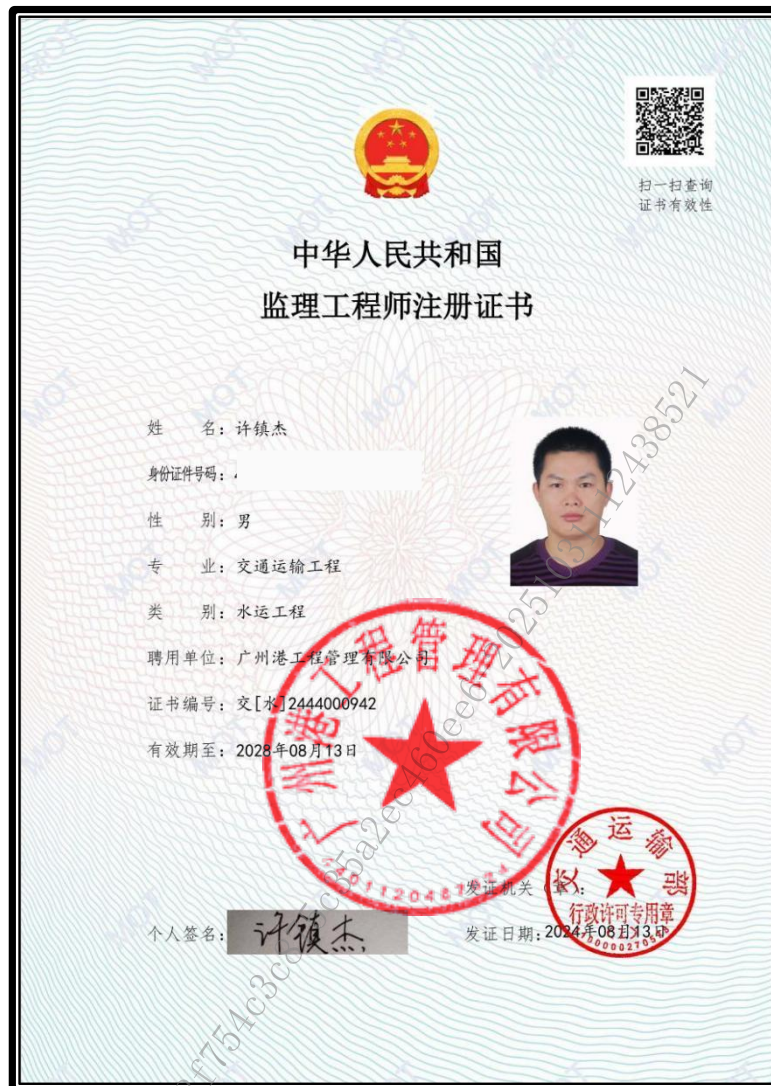 扫一扫查询
证书有效性
中华人民共和国
监理工程师注册证书
姓 名：许镇杰
身份证件号码：
性 别：男
专 业：交通运输工程
类 别：水运工程
聘用单位：广州港工程管理有限公司
证书编号：交[水]2444000942
有效期至：2028年08月13日
广州港工程管理有限公司
发证机关（章）：
交通运输部
行政许可专用章
个人签名：许镇杰
发证日期：2024年08月13日
MOT